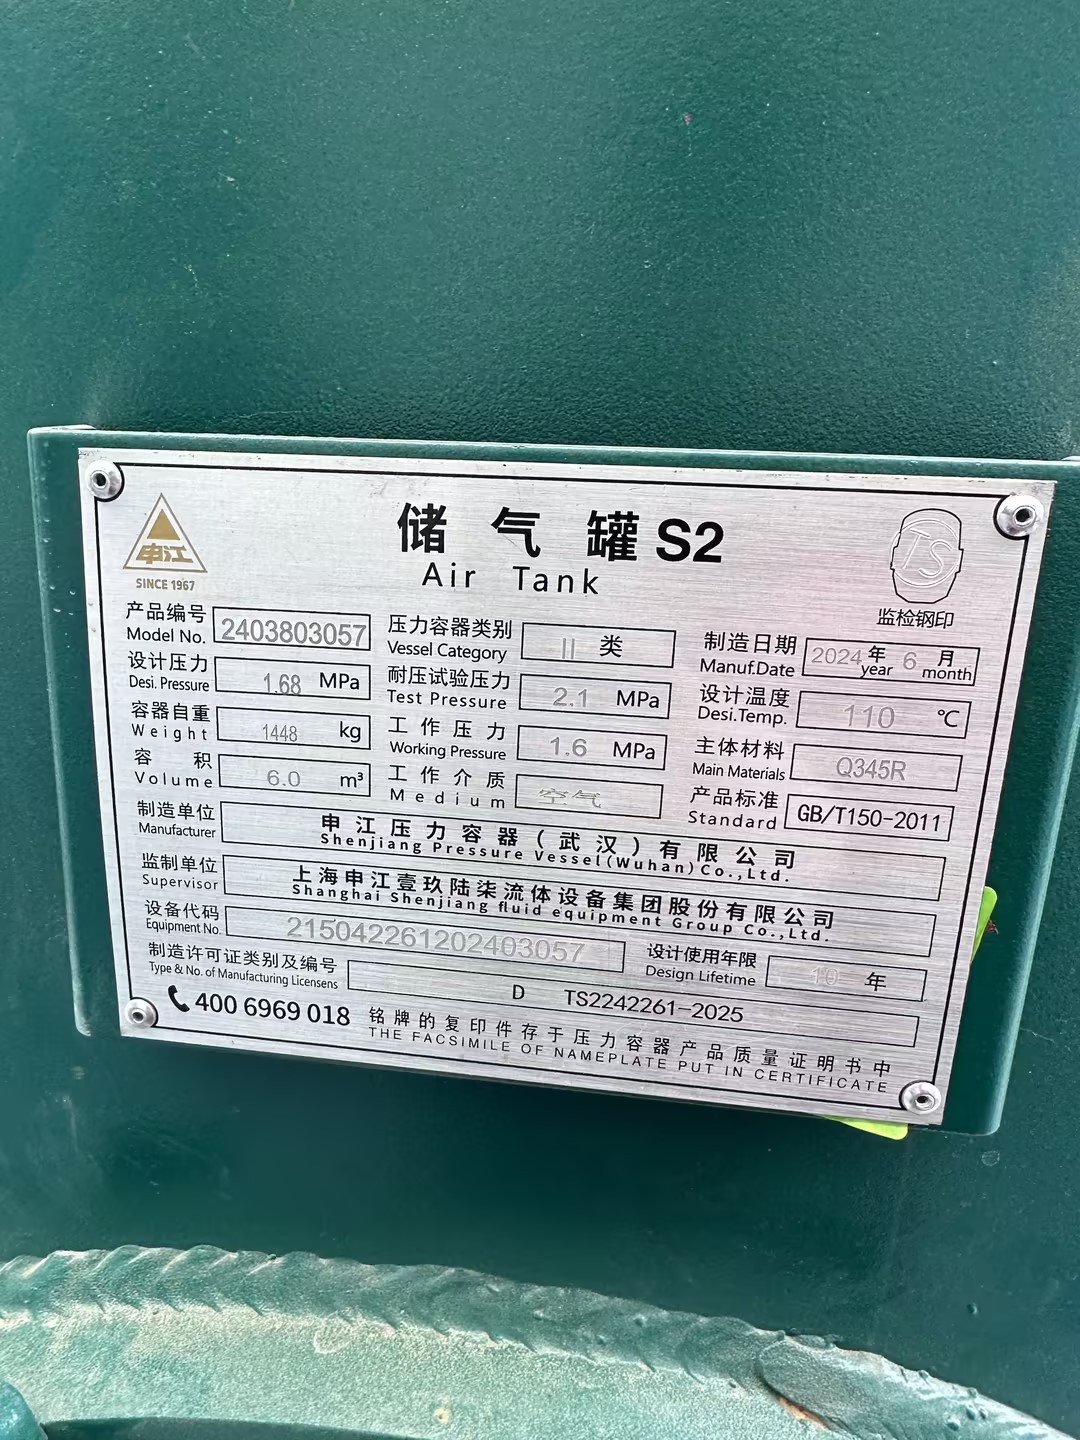 申江
SINCE 1967
储气罐 S2
Air Tank
TS
监检钢印
产品编号 2403803057 压力容器类别 II 类 制造日期 2024 年 6 月
Model No. Vessel Category Manuf.Date year month
设计压力 1.68 MPa 耐压试验压力 2.1 MPa 设计温度 110 ℃
Desi. Pressure Test Pressure Desi.Temp.
容器自重 1448 kg 工作压力 1.6 MPa 主体材料 Q345R
Weight Working Pressure Main Materials
容积 6.0 m³ 工作介质 空气 产品标准 GB/T150-2011
Volume Medium Standard
制造单位 申江压力容器(武汉)有限公司
Manufacturer Shenjiang Pressure Vessel(Wuhan)Co.,Ltd.
监制单位 上海申江壹玖陆柒流体设备集团股份有限公司
Supervisor Shanghai Shenjiang fluid equipment Group Co.,Ltd.
设备代码 215042261202403057 设计使用年限 10 年
Equipment No. Design Lifetime
制造许可证类别及编号 D TS2242261-2025
Type & No. of Manufacturing Licensens
400 6969 018 铭牌的复印件存于压力容器产品质量证明书中
THE FACSIMILE OF NAMEPLATE PUT IN CERTIFICATE